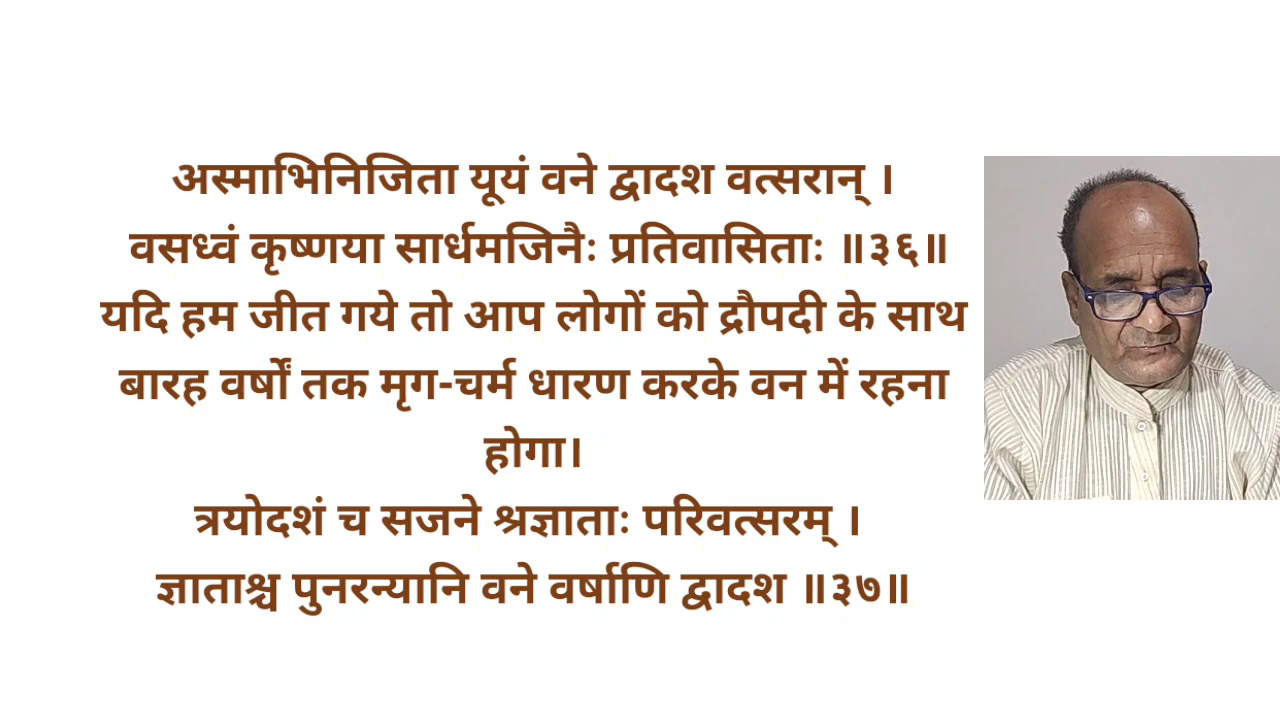 अस्माभिनिजिता यूयं वने द्वादश वत्सरान् ।
वसध्वं कृष्णया सार्धमजिनैः प्रतिवासिताः ॥३६॥
यदि हम जीत गये तो आप लोगों को द्रौपदी के साथ
बारह वर्षों तक मृग-चर्म धारण करके वन में रहना
होगा।
त्रयोदशं च सजने श्रज्ञाताः परिवत्सरम् ।
ज्ञाताश्च पुनरन्यानि वने वर्षाणि द्वादश ॥३७॥